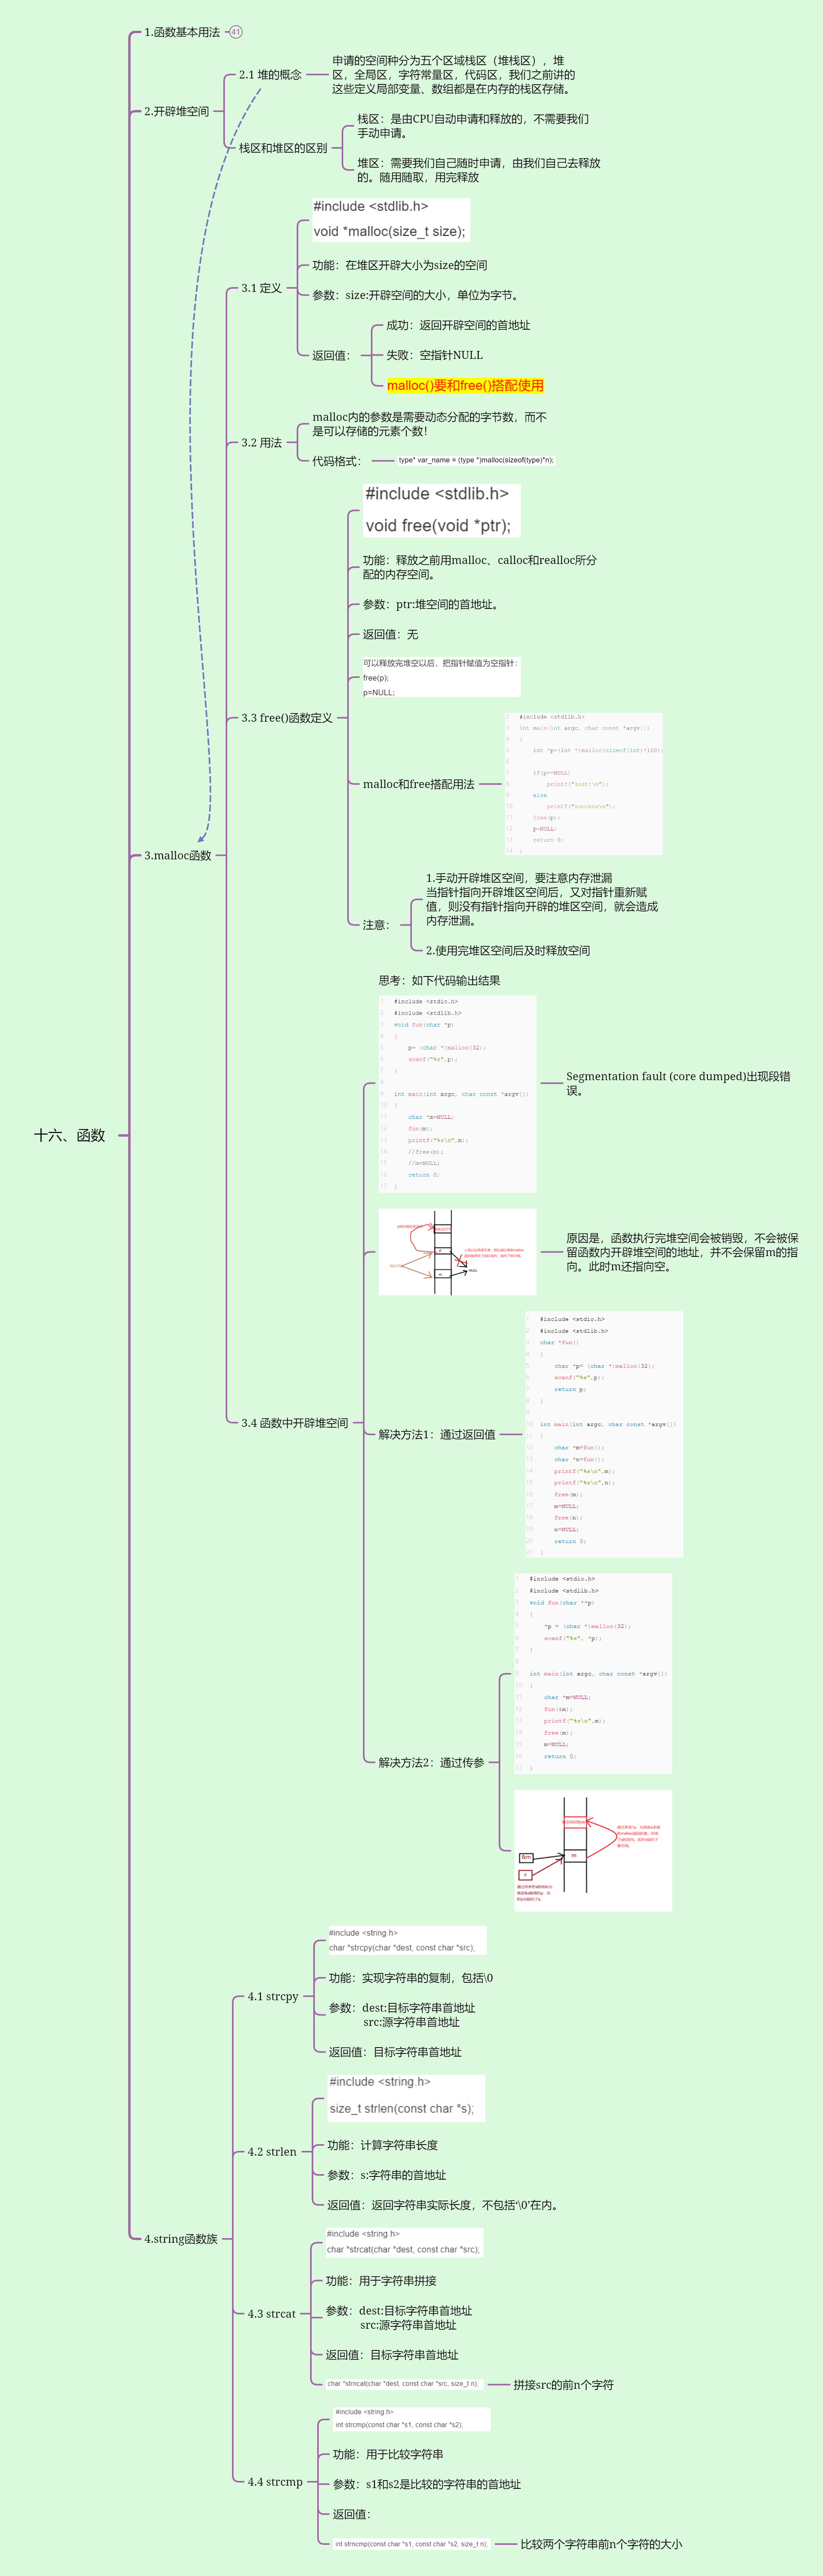 十六、函数
1.函数基本用法
41
2.开辟堆空间
2.1 堆的概念
申请的空间种分为五个区域栈区（堆栈区），堆
区，全局区，字符常量区，代码区，我们之前讲的
这些定义局部变量、数组都是在内存的栈区存储。
栈区和堆区的区别
栈区：是由CPU自动申请和释放的，不需要我们
手动申请。
堆区：需要我们自己随时申请，由我们自己去释放
的。随用随取，用完释放
3.malloc函数
3.1 定义
#include <stdlib.h>
void *malloc(size_t size);
功能：在堆区开辟大小为size的空间
参数：size:开辟空间的大小，单位为字节。
返回值：
成功：返回开辟空间的首地址
失败：空指针NULL
malloc()要和free()搭配使用
3.2 用法
malloc内的参数是需要动态分配的字节数，而不
是可以存储的元素个数！
代码格式：
type* var_name = (type *)malloc(sizeof(type)*n);
3.3 free()函数定义
#include <stdlib.h>
void free(void *ptr);
功能：释放之前用malloc、calloc和realloc所分
配的内存空间。
参数：ptr:堆空间的首地址。
返回值：无
可以释放完堆空以后，把指针赋值为空指针：
free(p);
p=NULL;
malloc和free搭配用法
2 #include <stdlib.h>
3 int main(int argc, char const *argv[])
4 {
5 int *p=(int *)malloc(sizeof(int)*100);
6
7 if(p==NULL)
8 printf("lost!\n");
9 else
10 printf("success\n");
11 free(p);
12 p=NULL;
13 return 0;
14 }
注意：
1.手动开辟堆区空间，要注意内存泄漏
当指针指向开辟堆区空间后，又对指针重新赋
值，则没有指针指向开辟的堆区空间，就会造成
内存泄漏。
2.使用完堆区空间后及时释放空间
3.4 函数中开辟堆空间
思考：如下代码输出结果
1 #include <stdio.h>
2 #include <stdlib.h>
3 void fun(char *p)
4 {
5 p= (char *)malloc(32);
6 scanf("%s",p);
7 }
8
9 int main(int argc, char const *argv[])
10 {
11 char *m=NULL;
12 fun(m);
13 printf("%s\n",m);
14 //free(m);
15 //m=NULL;
16 return 0;
17 }
Segmentation fault (core dumped)出现段错
误。
p
m
NULL
原因是，函数执行完堆空间会被销毁，不会被保
留函数内开辟堆空间的地址，并不会保留m的指
向。此时m还指向空。
解决方法1：通过返回值
1 #include <stdio.h>
2 #include <stdlib.h>
3 char *fun()
4 {
5 char *p= (char *)malloc(32);
6 scanf("%s",p);
7 return p;
8 }
9
10 int main(int argc, char const *argv[])
11 {
12 char *m=fun();
13 char *n=fun();
14 printf("%s\n",m);
15 printf("%s\n",n);
16 free(m);
17 m=NULL;
18 free(n);
19 n=NULL;
20 return 0;
21 }
解决方法2：通过传参
1 #include <stdio.h>
2 #include <stdlib.h>
3 void fun(char **p)
4 {
5 *p = (char *)malloc(32);
6 scanf("%s", *p);
7 }
8
9 int main(int argc, char const *argv[])
10 {
11 char *m=NULL;
12 fun(&m);
13 printf("%s\n",m);
14 free(m);
15 m=NULL;
16 return 0;
17 }
&m
m
p
4.string函数族
4.1 strcpy
#include <string.h>
char *strcpy(char *dest, const char *src);
功能：实现字符串的复制，包括\0
参数：dest:目标字符串首地址
src:源字符串首地址
返回值：目标字符串首地址
4.2 strlen
#include <string.h>
size_t strlen(const char *s);
功能：计算字符串长度
参数：s:字符串的首地址
返回值：返回字符串实际长度，不包括‘\0’在内。
4.3 strcat
#include <string.h>
char *strcat(char *dest, const char *src);
功能：用于字符串拼接
参数：dest:目标字符串首地址
src:源字符串首地址
返回值：目标字符串首地址
char *strncat(char *dest, const char *src, size_t n);
拼接src的前n个字符
4.4 strcmp
#include <string.h>
int strcmp(const char *s1, const char *s2);
功能：用于比较字符串
参数：s1和s2是比较的字符串的首地址
返回值：
int strncmp(const char *s1, const char *s2, size_t n);
比较两个字符串前n个字符的大小